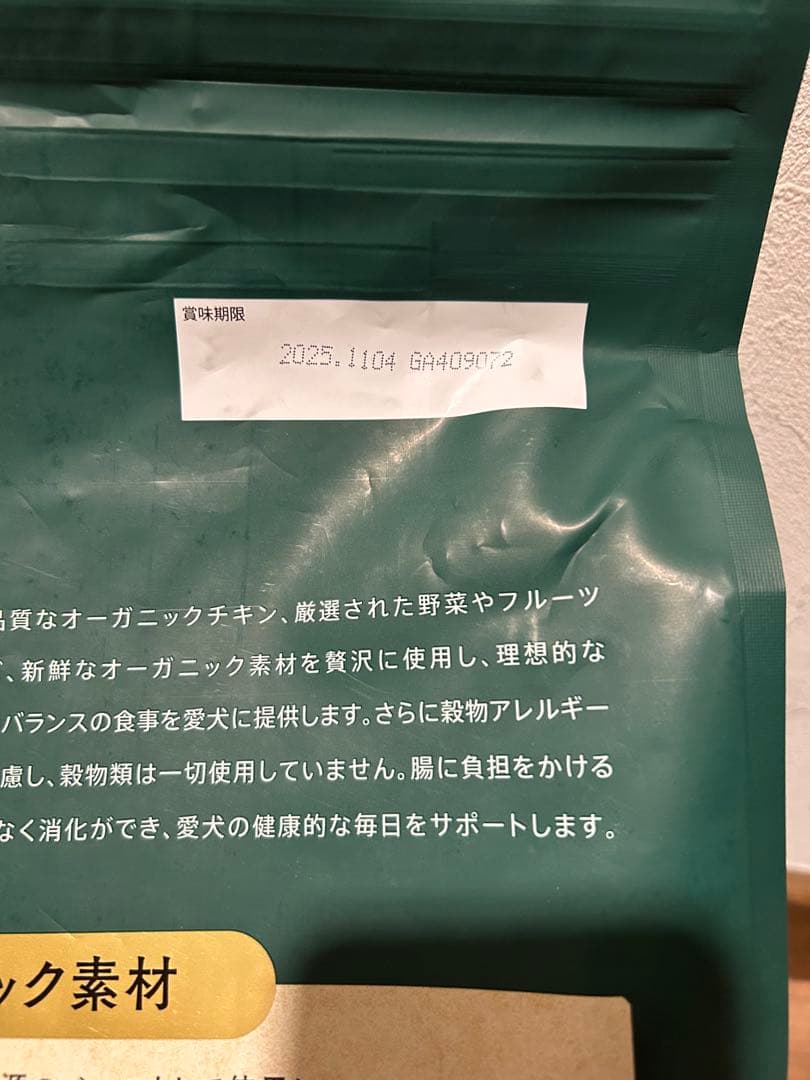 賞味期限
2025.1104 GA409072
品質なオーガニックチキン、厳選された野菜やフルーツ
、新鮮なオーガニック素材を贅沢に使用し、理想的な
バランスの食事を愛犬に提供します。さらに穀物アレルギー
慮し、穀物類は一切使用していません。腸に負担をかける
なく消化ができ、愛犬の健康的な毎日をサポートします。
ック素材